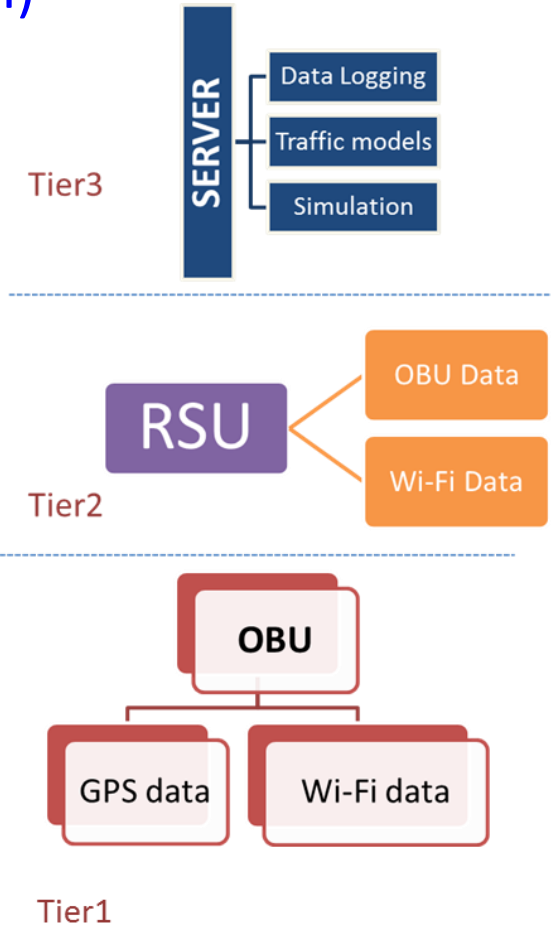 SERVER
Data Logging
Traffic models
Simulation
Tier3
RSU
OBU Data
Wi-Fi Data
Tier2
OBU
GPS data
Wi-Fi data
Tier1